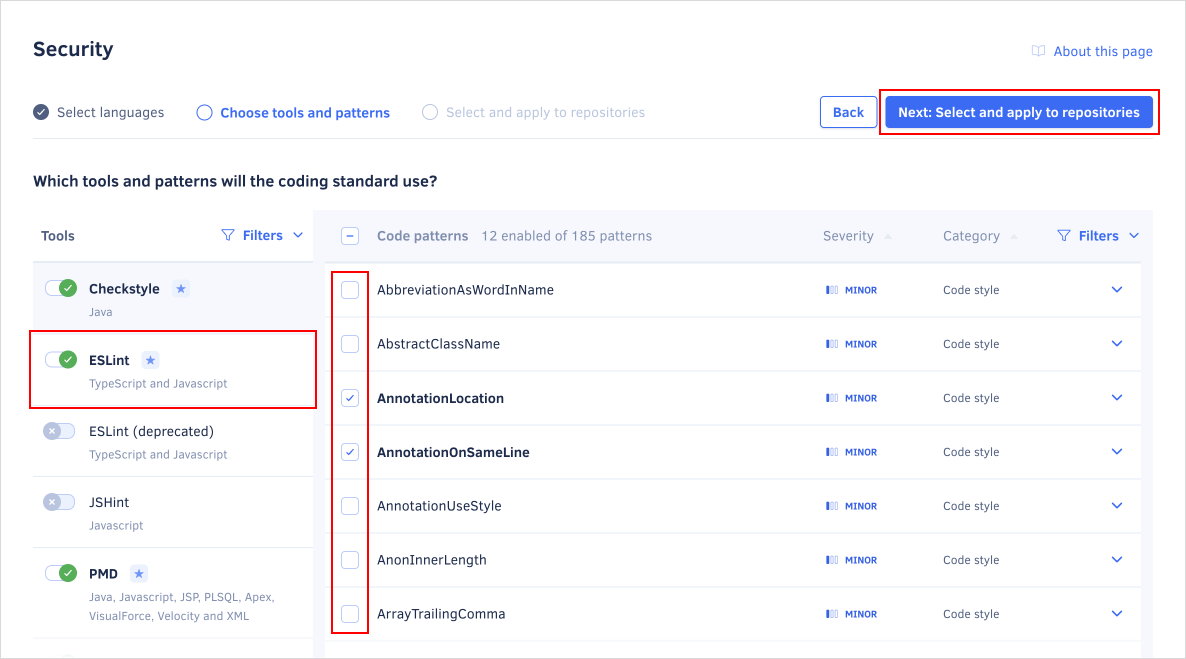 Security
About this page
Select languages
Choose tools and patterns
Select and apply to repositories
Back
Next: Select and apply to repositories
Which tools and patterns will the coding standard use?
Tools
Filters
Code patterns 12 enabled of 185 patterns
Severity
Category
Filters
Checkstyle
Java
ESLint
TypeScript and Javascript
ESLint (deprecated)
TypeScript and Javascript
JSHint
Javascript
PMD
Java, Javascript, JSP, PLSQL, Apex,
VisualForce, Velocity and XML
AbbreviationAsWordInName MINOR Code style
AbstractClassName MINOR Code style
AnnotationLocation MINOR Code style
AnnotationOnSameLine MINOR Code style
AnnotationUseStyle MINOR Code style
AnonInnerLength MINOR Code style
ArrayTrailingComma MINOR Code style